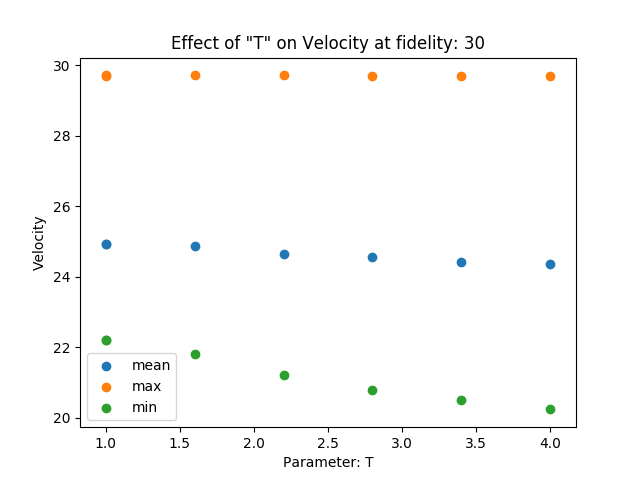 Effect of "T" on Velocity at fidelity: 30
30
28
26
24
22
20
Velocity
mean
max
min
1.0 1.5 2.0 2.5 3.0 3.5 4.0
Parameter: T